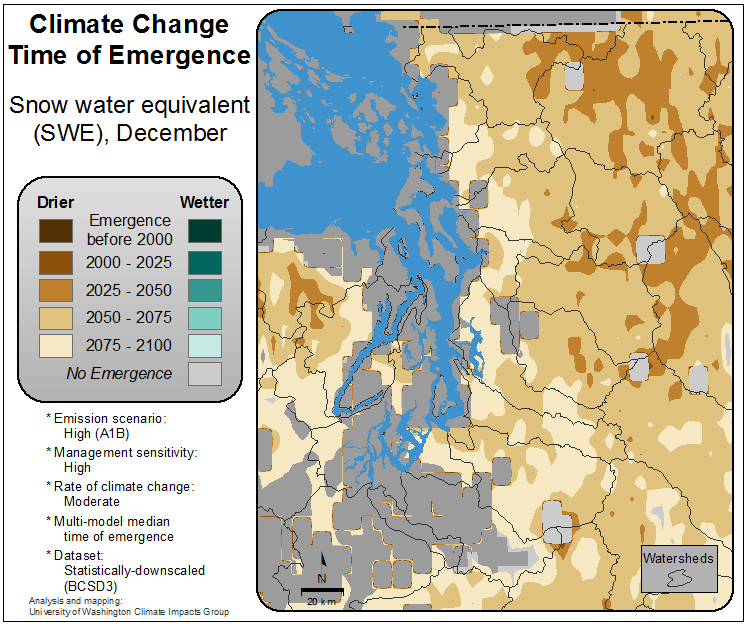 Climate Change
Time of Emergence
Snow water equivalent
(SWE), December
Drier Wetter
Emergence
before 2000
2000 - 2025
2025 - 2050
2050 - 2075
2075 - 2100
No Emergence
* Emission scenario:
High (A1B)
* Management sensitivity:
High
* Rate of climate change:
Moderate
* Multi-model median
time of emergence
* Dataset:
Statistically-downscaled
(BCSD3)
Analysis and mapping:
University of Washington Climate Impacts Group
N
20 km
Watersheds